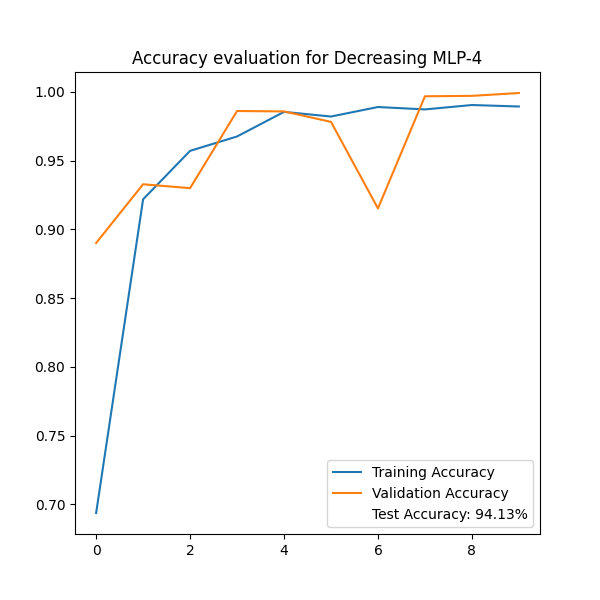 Accuracy evaluation for Decreasing MLP-4
1.00
0.95
0.90
0.85
0.80
0.75
0.70
Training Accuracy
Validation Accuracy
Test Accuracy: 94.13%
0 2 4 6 8